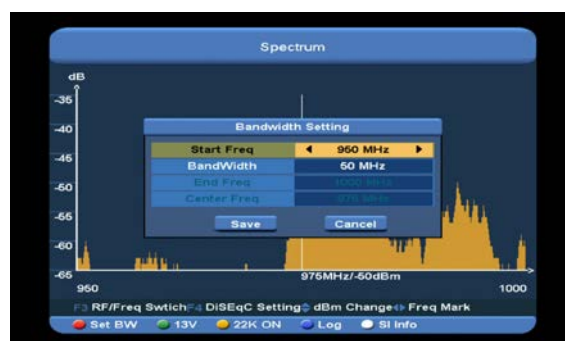 Spectrum
dB
-35
-40
-45
-50
-55
-60
-65
Bandwidth Setting
Start Freq 950 MHz
BandWidth 50 MHz
End Freq 1000 MHz
Center Freq 975 MHz
Save Cancel
975MHz/-50dBm
950 1000
F3 RF/Freq Swtich F4 DiSEqC Setting dBm Change Freq Mark
Set BW 13V 22K ON Log SI Info